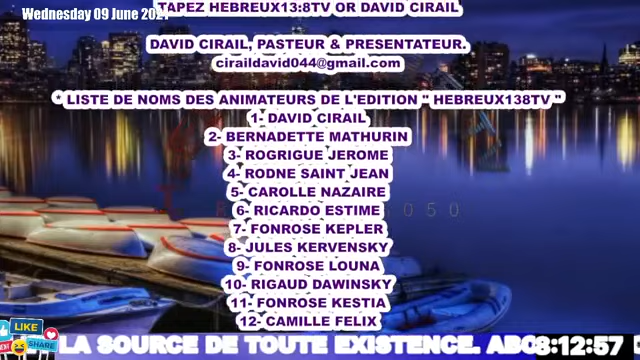 TAPEZ HEBREUX13:8TV OR DAVID CIRAIL
Wednesday 09 June 2021
DAVID CIRAIL, PASTEUR & PRESENTATEUR.
ciraildavid044@gmail.com
* LISTE DE NOMS DES ANIMATEURS DE L'EDITION " HEBREUX138TV "
1- DAVID CIRAIL
2- BERNADETTE MATHURIN
3- ROGRIGUE JEROME
4- RODNE SAINT JEAN
5- CAROLLE NAZAIRE
6- RICARDO ESTIME
7- FONROSE KEPLER
8- JULES KERVENSKY
9- FONROSE LOUNA
10- RIGAUD DAWINSKY
11- FONROSE KESTIA
12- CAMILLE FELIX
LIKE
SHARE
LA SOURCE DE TOUTE EXISTENCE. ABO
8:12:57